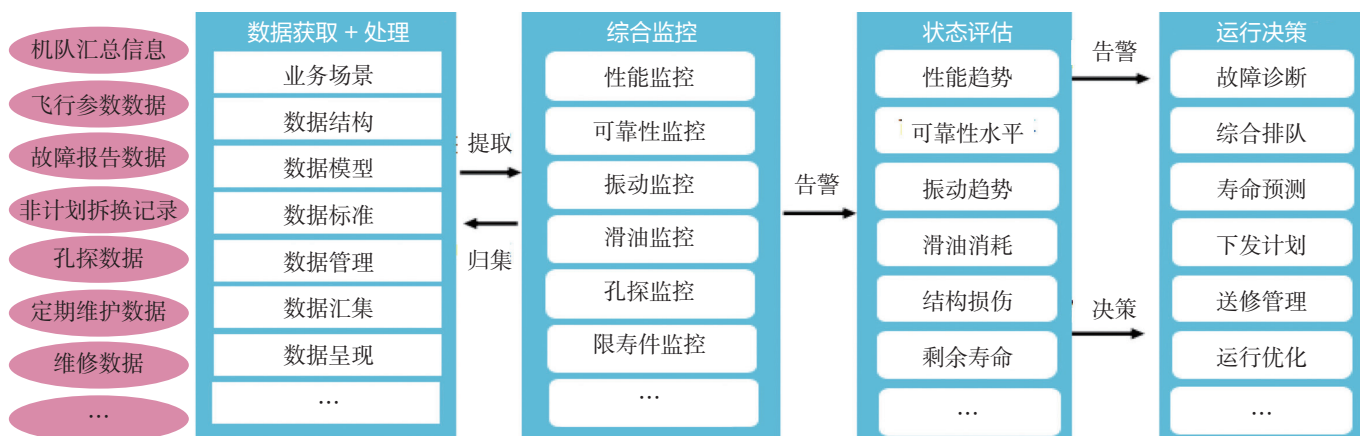 机队汇总信息
飞行参数数据
故障报告数据
非计划拆换记录
孔探数据
定期维护数据
维修数据
…
数据获取 + 处理
业务场景
数据结构
数据模型
数据标准
数据管理
数据汇集
数据呈现
…
提取
归集
综合监控
性能监控
可靠性监控
振动监控
滑油监控
孔探监控
限寿件监控
…
告警
状态评估
性能趋势
可靠性水平
振动趋势
滑油消耗
结构损伤
剩余寿命
…
告警
决策
运行决策
故障诊断
综合排队
寿命预测
下发计划
送修管理
运行优化
…